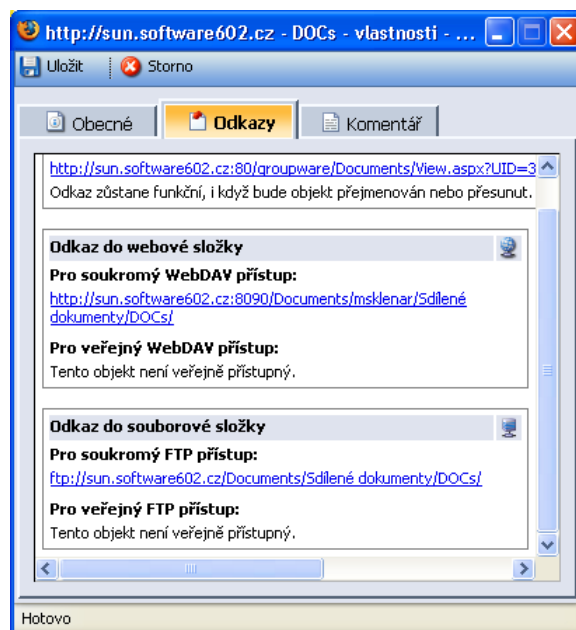 http://sun.software602.cz - DOCs - vlastnosti - ...
Uložit Storno
Obecné Odkazy Komentář
http://sun.software602.cz:80/groupware/Documents/View.aspx?UID=3
Odkaz zůstane funkční, i když bude objekt přejmenován nebo přesunut.
Odkaz do webové složky
Pro soukromý WebDAV přístup:
http://sun.software602.cz:8090/Documents/msklenar/Sdílené
dokumenty/DOCs/
Pro veřejný WebDAV přístup:
Tento objekt není veřejně přístupný.
Odkaz do souborové složky
Pro soukromý FTP přístup:
ftp://sun.software602.cz/Documents/Sdílené dokumenty/DOCs/
Pro veřejný FTP přístup:
Tento objekt není veřejně přístupný.
Hotovo